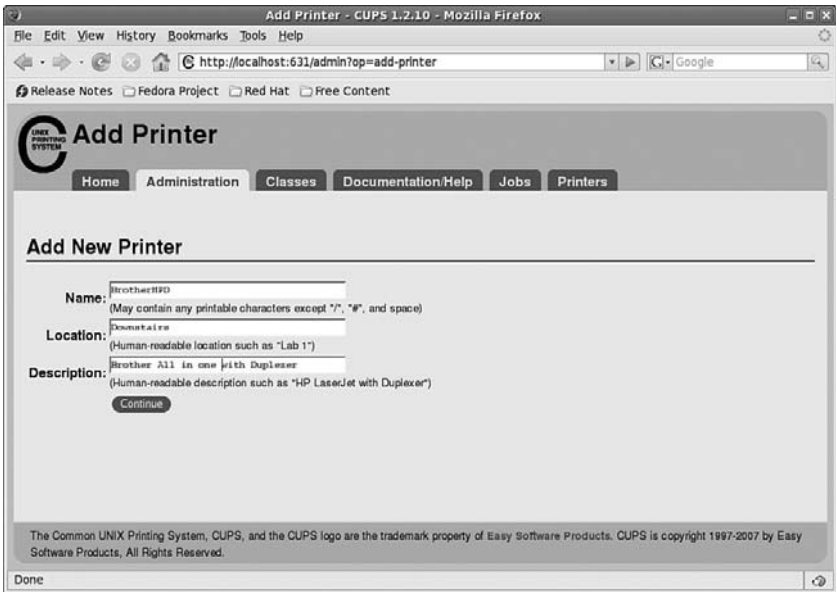 Add Printer - CUPS 1.2.10 - Mozilla Firefox
File Edit View History Bookmarks Tools Help
http://localhost:631/admin?op=add-printer
Google
Release Notes Fedora Project Red Hat Free Content
UNIX PRINTING SYSTEM
Add Printer
Home Administration Classes Documentation/Help Jobs Printers
Add New Printer
Name: BrotherMFD
(May contain any printable characters except "/", "#", and space)
Location: Downstairs
(Human-readable location such as "Lab 1")
Description: Brother All in one with Duplexer
(Human-readable description such as "HP LaserJet with Duplexer")
Continue
The Common UNIX Printing System, CUPS, and the CUPS logo are the trademark property of Easy Software Products. CUPS is copyright 1997-2007 by Easy
Software Products, All Rights Reserved.
Done